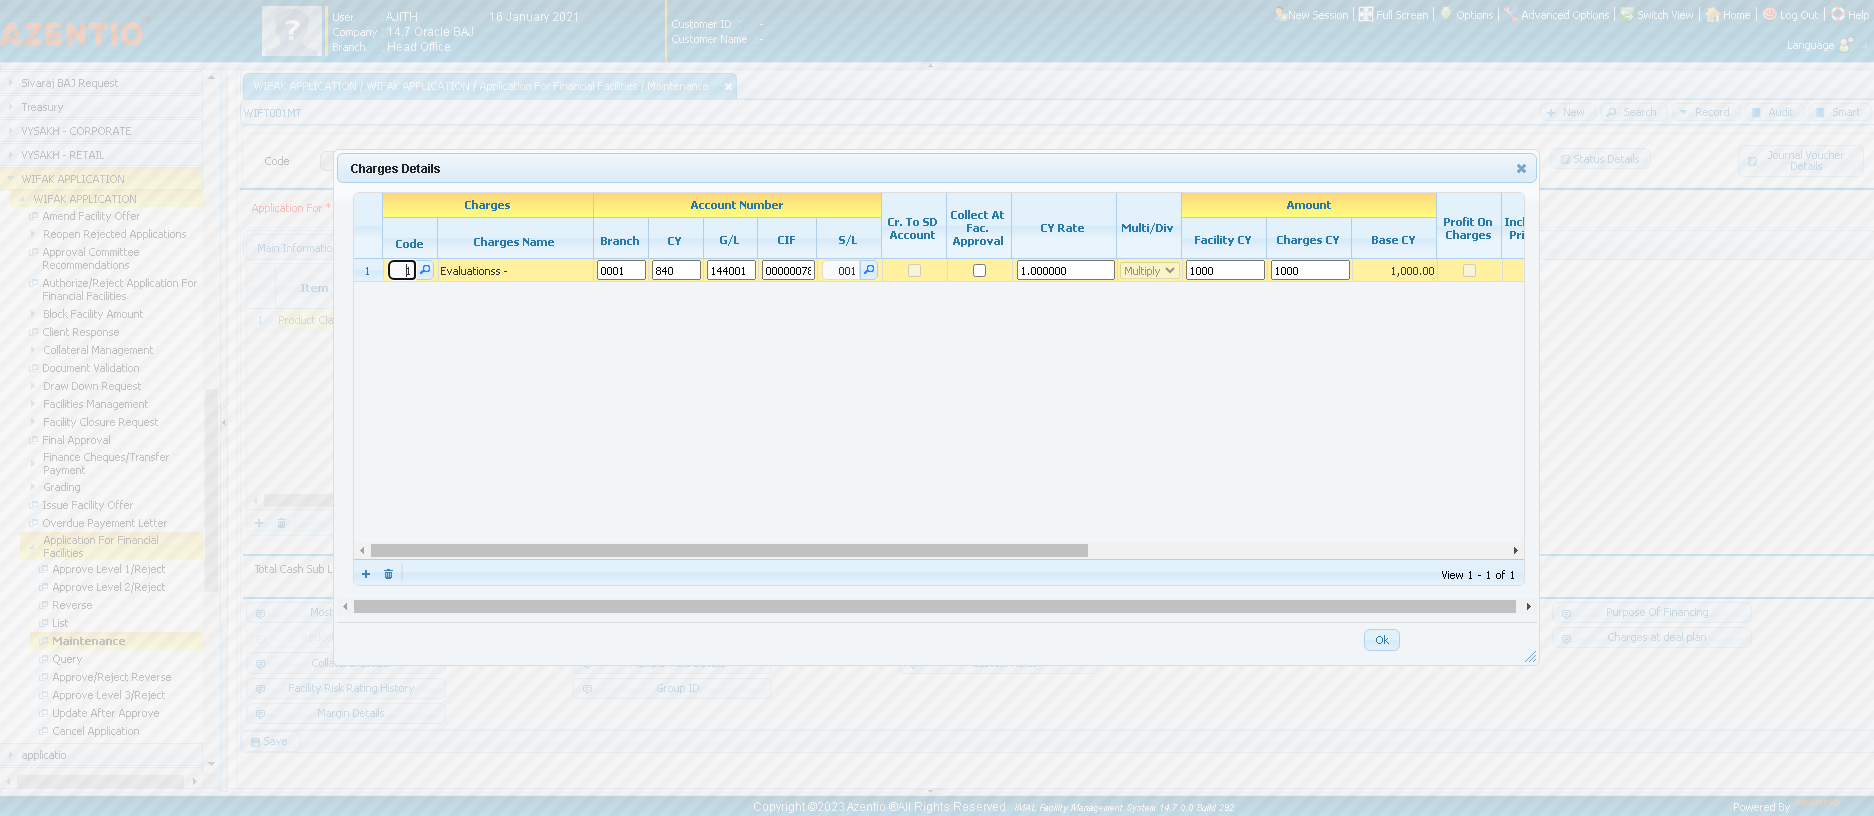 AZENTIO
User : AJITH 16 January 2021
Company : 14.7 Oracle BAJ
Branch : Head Office
Customer ID : -
Customer Name : -
New Session Full Screen Options Advanced Options Switch View Home Log Out Help
Language
Sivaraj BAJ Request
Treasury
VYSAKH - CORPORATE
VYSAKH - RETAIL
WIFAK APPLICATION
WIFAK APPLICATION
Amend Facility Offer
Reopen Rejected Applications
Approval Committee
Recommendations
Authorize/Reject Application For
Financial Facilities
Block Facility Amount
Client Response
Collateral Management
Document Validation
Draw Down Request
Facilities Management
Facility Closure Request
Final Approval
Finance Cheques/Transfer
Payment
Grading
Issue Facility Offer
Overdue Payement Letter
Application For Financial
Facilities
Approve Level 1/Reject
Approve Level 2/Reject
Reverse
List
Maintenance
Query
Approve/Reject Reverse
Approve Level 3/Reject
Update After Approve
Cancel Application
applicatio
WIFAK APPLICATION / WIFAK APPLICATION / Application For Financial Facilities / Maintenance
WIFT001MT
New Search Record Audit Smart
Code
Status Details
Journal Voucher
Details
Application For *
Main Informatio
Item
1 Product Cla
Total Cash Sub L
Charges Details
Charges Account Number Amount
Code Charges Name Branch CY G/L CIF S/L
Cr. To SD
Account
Collect At
Fac.
Approval
CY Rate Multi/Div
Facility CY Charges CY Base CY
Profit On
Charges
Incl
Pri
1 1 Evaluationss - 0001 840 144001 00000078 001 1.000000 Multiply 1000 1000 1,000.00
View 1 - 1 of 1
Ok
Most
Purpose Of Financing
Charges at deal plan
Facility Risk Rating History Group ID
Margin Details
Save
Copyright ©2023 Azentio ®All Rights Reserved IMAL Facility Management System 14.7.0.0 Build 292
Powered By